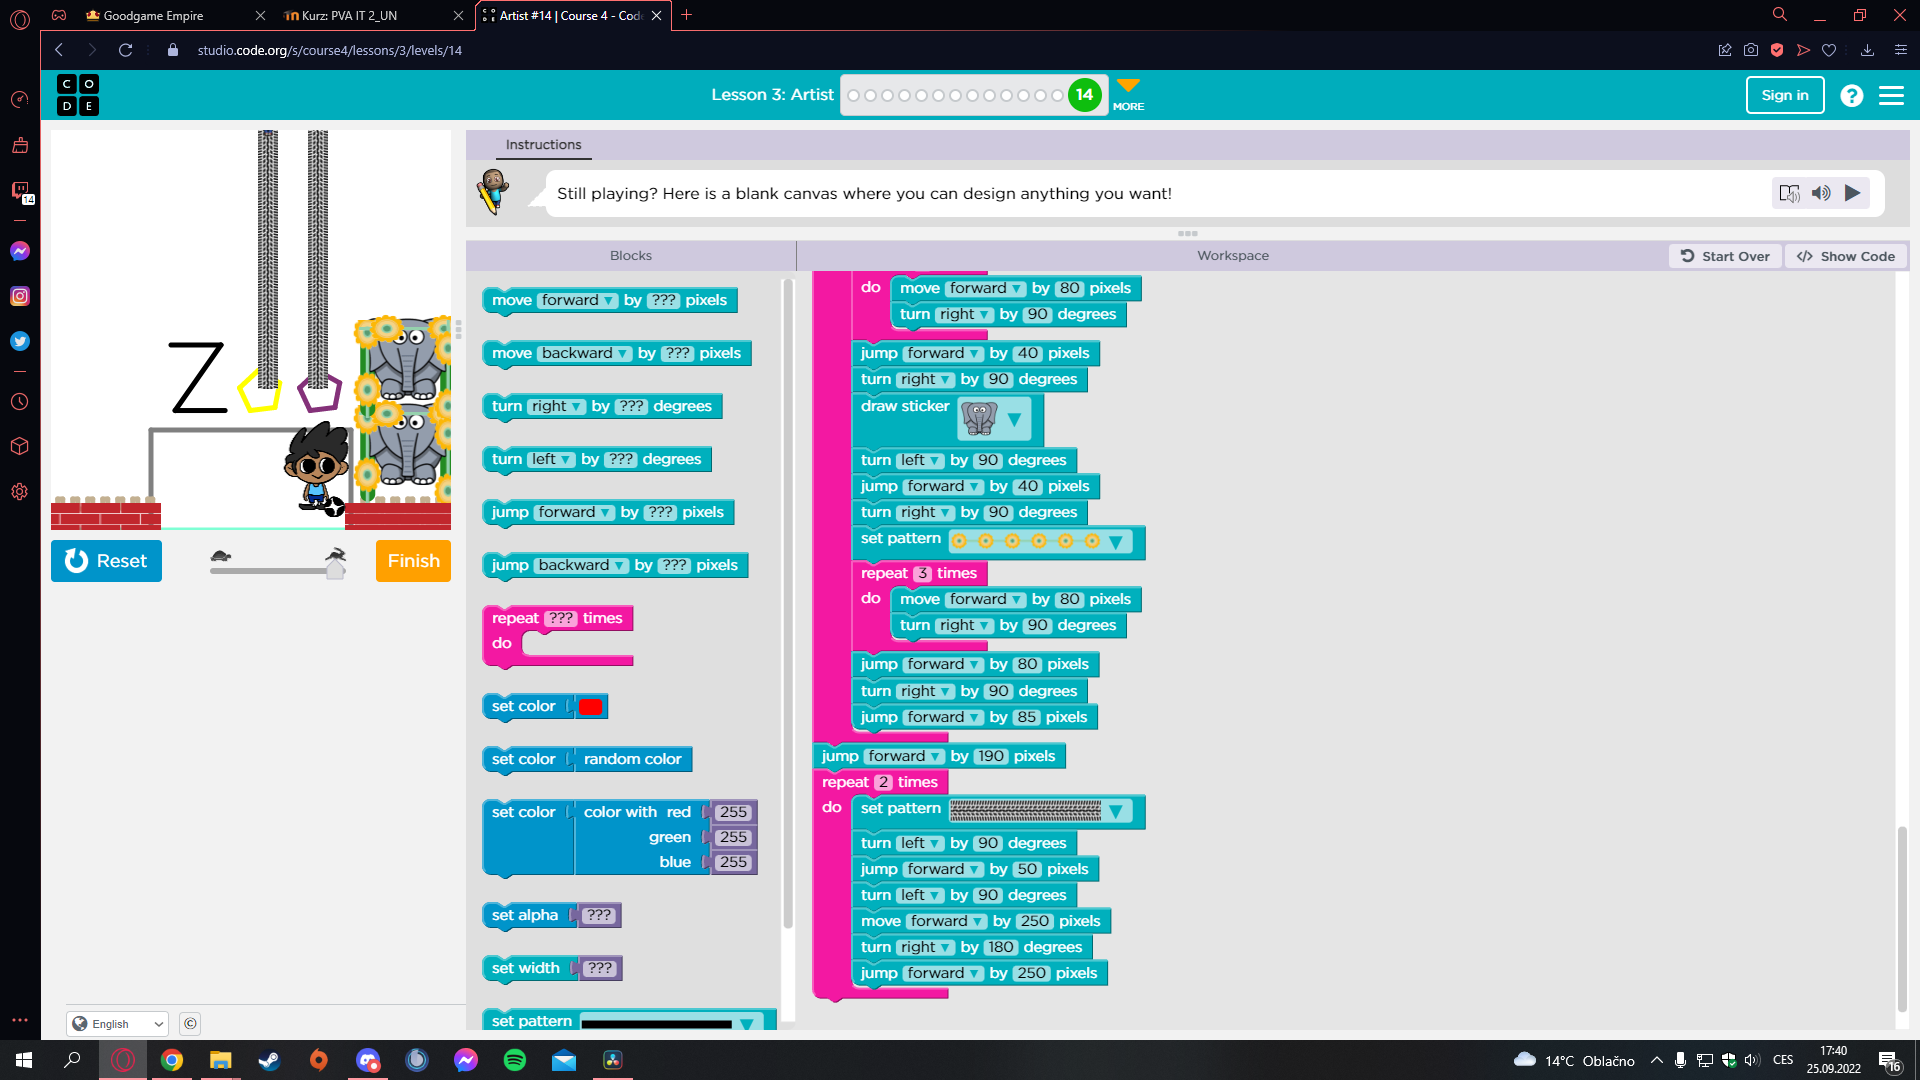 Goodgame Empire
Kurz: PVA IT 2_UN
Artist #14 | Course 4 - Cod
studio.code.org/s/course4/lessons/3/levels/14
C O
D E
Lesson 3: Artist
14
MORE
Sign in
?
14
Instructions
Still playing? Here is a blank canvas where you can design anything you want!
Blocks
Workspace
Start Over
</> Show Code
move forward by ??? pixels
move backward by ??? pixels
turn right by ??? degrees
turn left by ??? degrees
jump forward by ??? pixels
jump backward by ??? pixels
repeat ??? times
do
set color
set color random color
set color color with red 255
green 255
blue 255
set alpha ???
set width ???
set pattern
do move forward by 80 pixels
turn right by 90 degrees
jump forward by 40 pixels
turn right by 90 degrees
draw sticker
turn left by 90 degrees
jump forward by 40 pixels
turn right by 90 degrees
set pattern
repeat 3 times
do move forward by 80 pixels
turn right by 90 degrees
jump forward by 80 pixels
turn right by 90 degrees
jump forward by 85 pixels
jump forward by 190 pixels
repeat 2 times
do set pattern
turn left by 90 degrees
jump forward by 50 pixels
turn left by 90 degrees
move forward by 250 pixels
turn right by 180 degrees
jump forward by 250 pixels
Z
Reset
Finish
English
©
14°C Oblačno
CES
17:40
25.09.2022
16